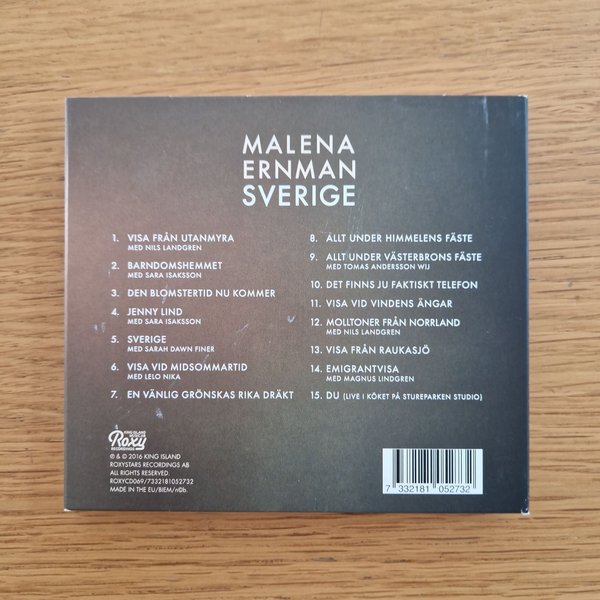 MALENA
ERNMAN
SVERIGE
1. VISA FRÅN UTANMYRA
MED NILS LANDGREN
2. BARNDOMSHEMMET
MED SARA ISAKSSON
3. DEN BLOMSTERTID NU KOMMER
4. JENNY LIND
MED SARA ISAKSSON
5. SVERIGE
MED SARAH DAWN FINER
6. VISA VID MIDSOMMARTID
MED LELO NIKA
7. EN VÄNLIG GRÖNSKAS RIKA DRÄKT
8. ALLT UNDER HIMMELENS FÄSTE
9. ALLT UNDER VÄSTERBRONS FÄSTE
MED TOMAS ANDERSSON WIJ
10. DET FINNS JU FAKTISKT TELEFON
11. VISA VID VINDENS ÄNGAR
12. MOLLTONER FRÅN NORRLAND
MED NILS LANDGREN
13. VISA FRÅN RAUKASJÖ
14. EMIGRANTVISA
MED MAGNUS LINDGREN
15. DU (LIVE I KÖKET PÅ STUREPARKEN STUDIO)
KING ISLAND
Roxy
RECORDINGS
℗ & © 2016 KING ISLAND
ROXYSTARS RECORDINGS AB
ALL RIGHTS RESERVED.
ROXYCD069/7332181052732
MADE IN THE EU/BIEM/n©b.
7 332181 052732